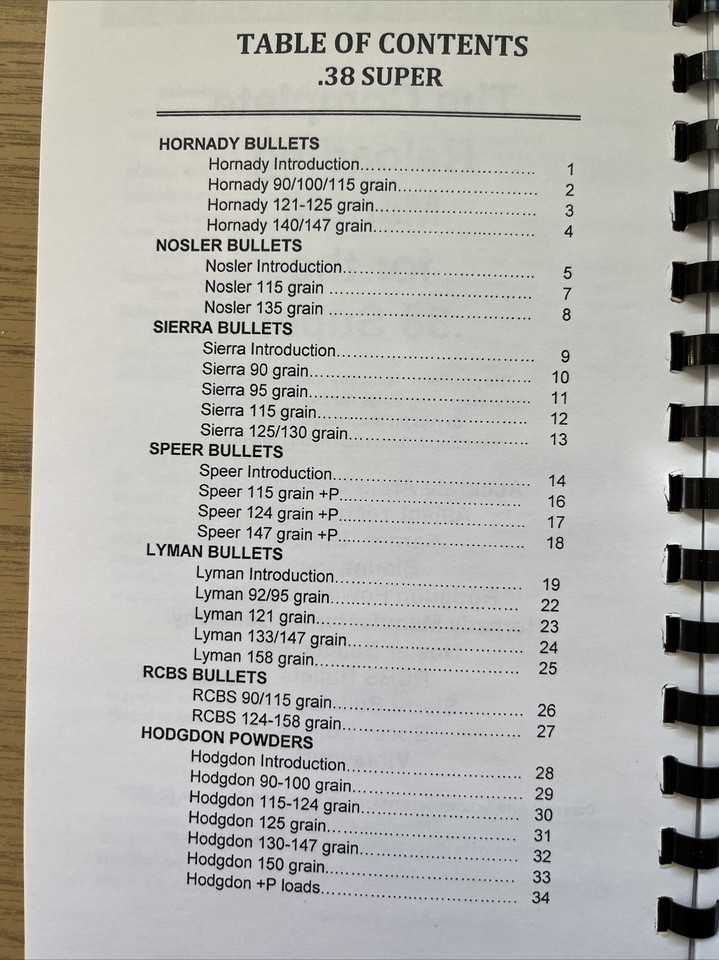 TABLE OF CONTENTS
.38 SUPER
HORNADY BULLETS
Hornady Introduction.................................... 1
Hornady 90/100/115 grain............................. 2
Hornady 121-125 grain.................................. 3
Hornady 140/147 grain.................................. 4
NOSLER BULLETS
Nosler Introduction....................................... 5
Nosler 115 grain ........................................... 7
Nosler 135 grain ........................................... 8
SIERRA BULLETS
Sierra Introduction......................................... 9
Sierra 90 grain.............................................. 10
Sierra 95 grain.............................................. 11
Sierra 115 grain............................................ 12
Sierra 125/130 grain..................................... 13
SPEER BULLETS
Speer Introduction......................................... 14
Speer 115 grain +P....................................... 16
Speer 124 grain +P....................................... 17
Speer 147 grain +P....................................... 18
LYMAN BULLETS
Lyman Introduction........................................ 19
Lyman 92/95 grain......................................... 22
Lyman 121 grain............................................ 23
Lyman 133/147 grain..................................... 24
Lyman 158 grain............................................ 25
RCBS BULLETS
RCBS 90/115 grain........................................ 26
RCBS 124-158 grain...................................... 27
HODGDON POWDERS
Hodgdon Introduction.................................... 28
Hodgdon 90-100 grain................................... 29
Hodgdon 115-124 grain................................. 30
Hodgdon 125 grain........................................ 31
Hodgdon 130-147 grain................................. 32
Hodgdon 150 grain........................................ 33
Hodgdon +P loads......................................... 34